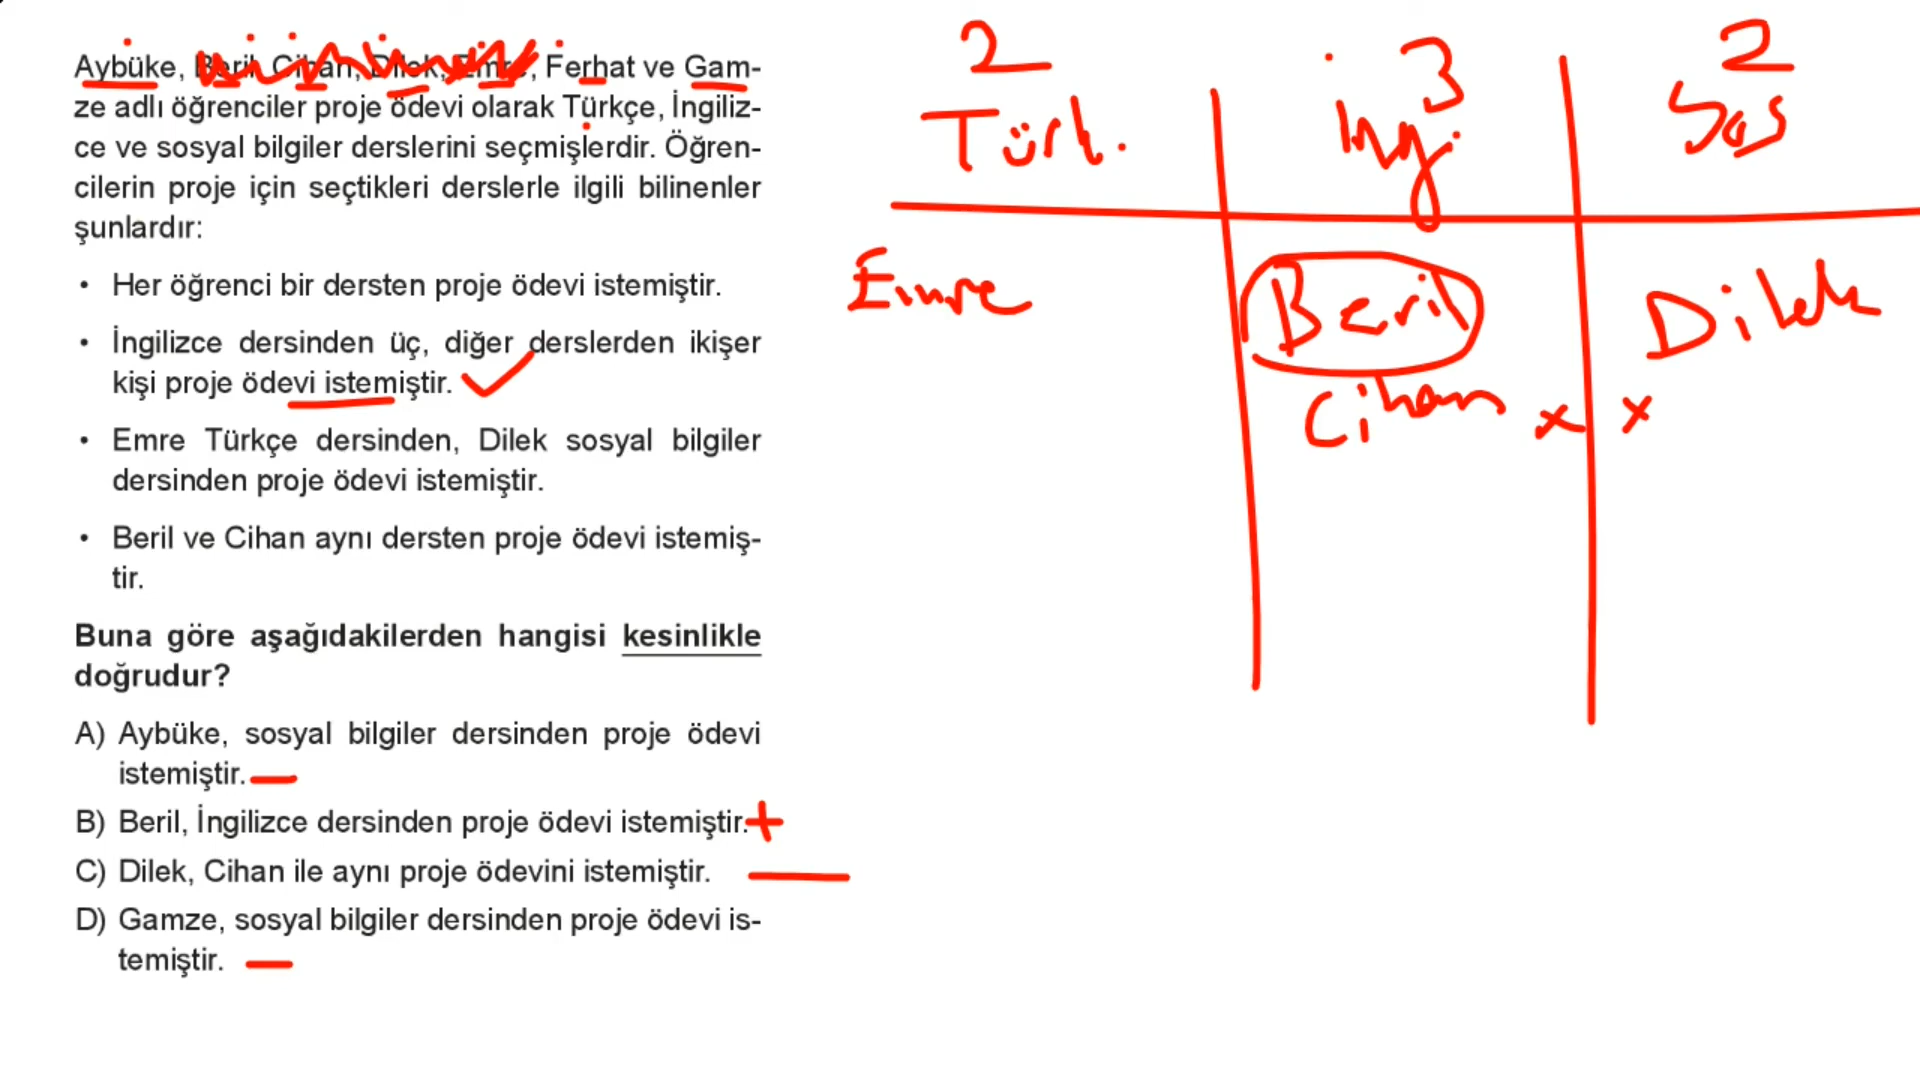 Aybüke, Beril, Cihan, Dilek, Emre, Ferhat ve Gam-
ze adlı öğrenciler proje ödevi olarak Türkçe, İngiliz-
ce ve sosyal bilgiler derslerini seçmişlerdir. Öğren-
cilerin proje için seçtikleri derslerle ilgili bilinenler
şunlardır:
• Her öğrenci bir dersten proje ödevi istemiştir.
• İngilizce dersinden üç, diğer derslerden ikişer
kişi proje ödevi istemiştir.
• Emre Türkçe dersinden, Dilek sosyal bilgiler
dersinden proje ödevi istemiştir.
• Beril ve Cihan aynı dersten proje ödevi istemiş-
tir.
Buna göre aşağıdakilerden hangisi kesinlikle
doğrudur?
A) Aybüke, sosyal bilgiler dersinden proje ödevi
istemiştir.
B) Beril, İngilizce dersinden proje ödevi istemiştir.
C) Dilek, Cihan ile aynı proje ödevini istemiştir.
D) Gamze, sosyal bilgiler dersinden proje ödevi is-
temiştir.
2 3 2
Türk. İng. Sos
Emre Beril Dilek
Cihan x x